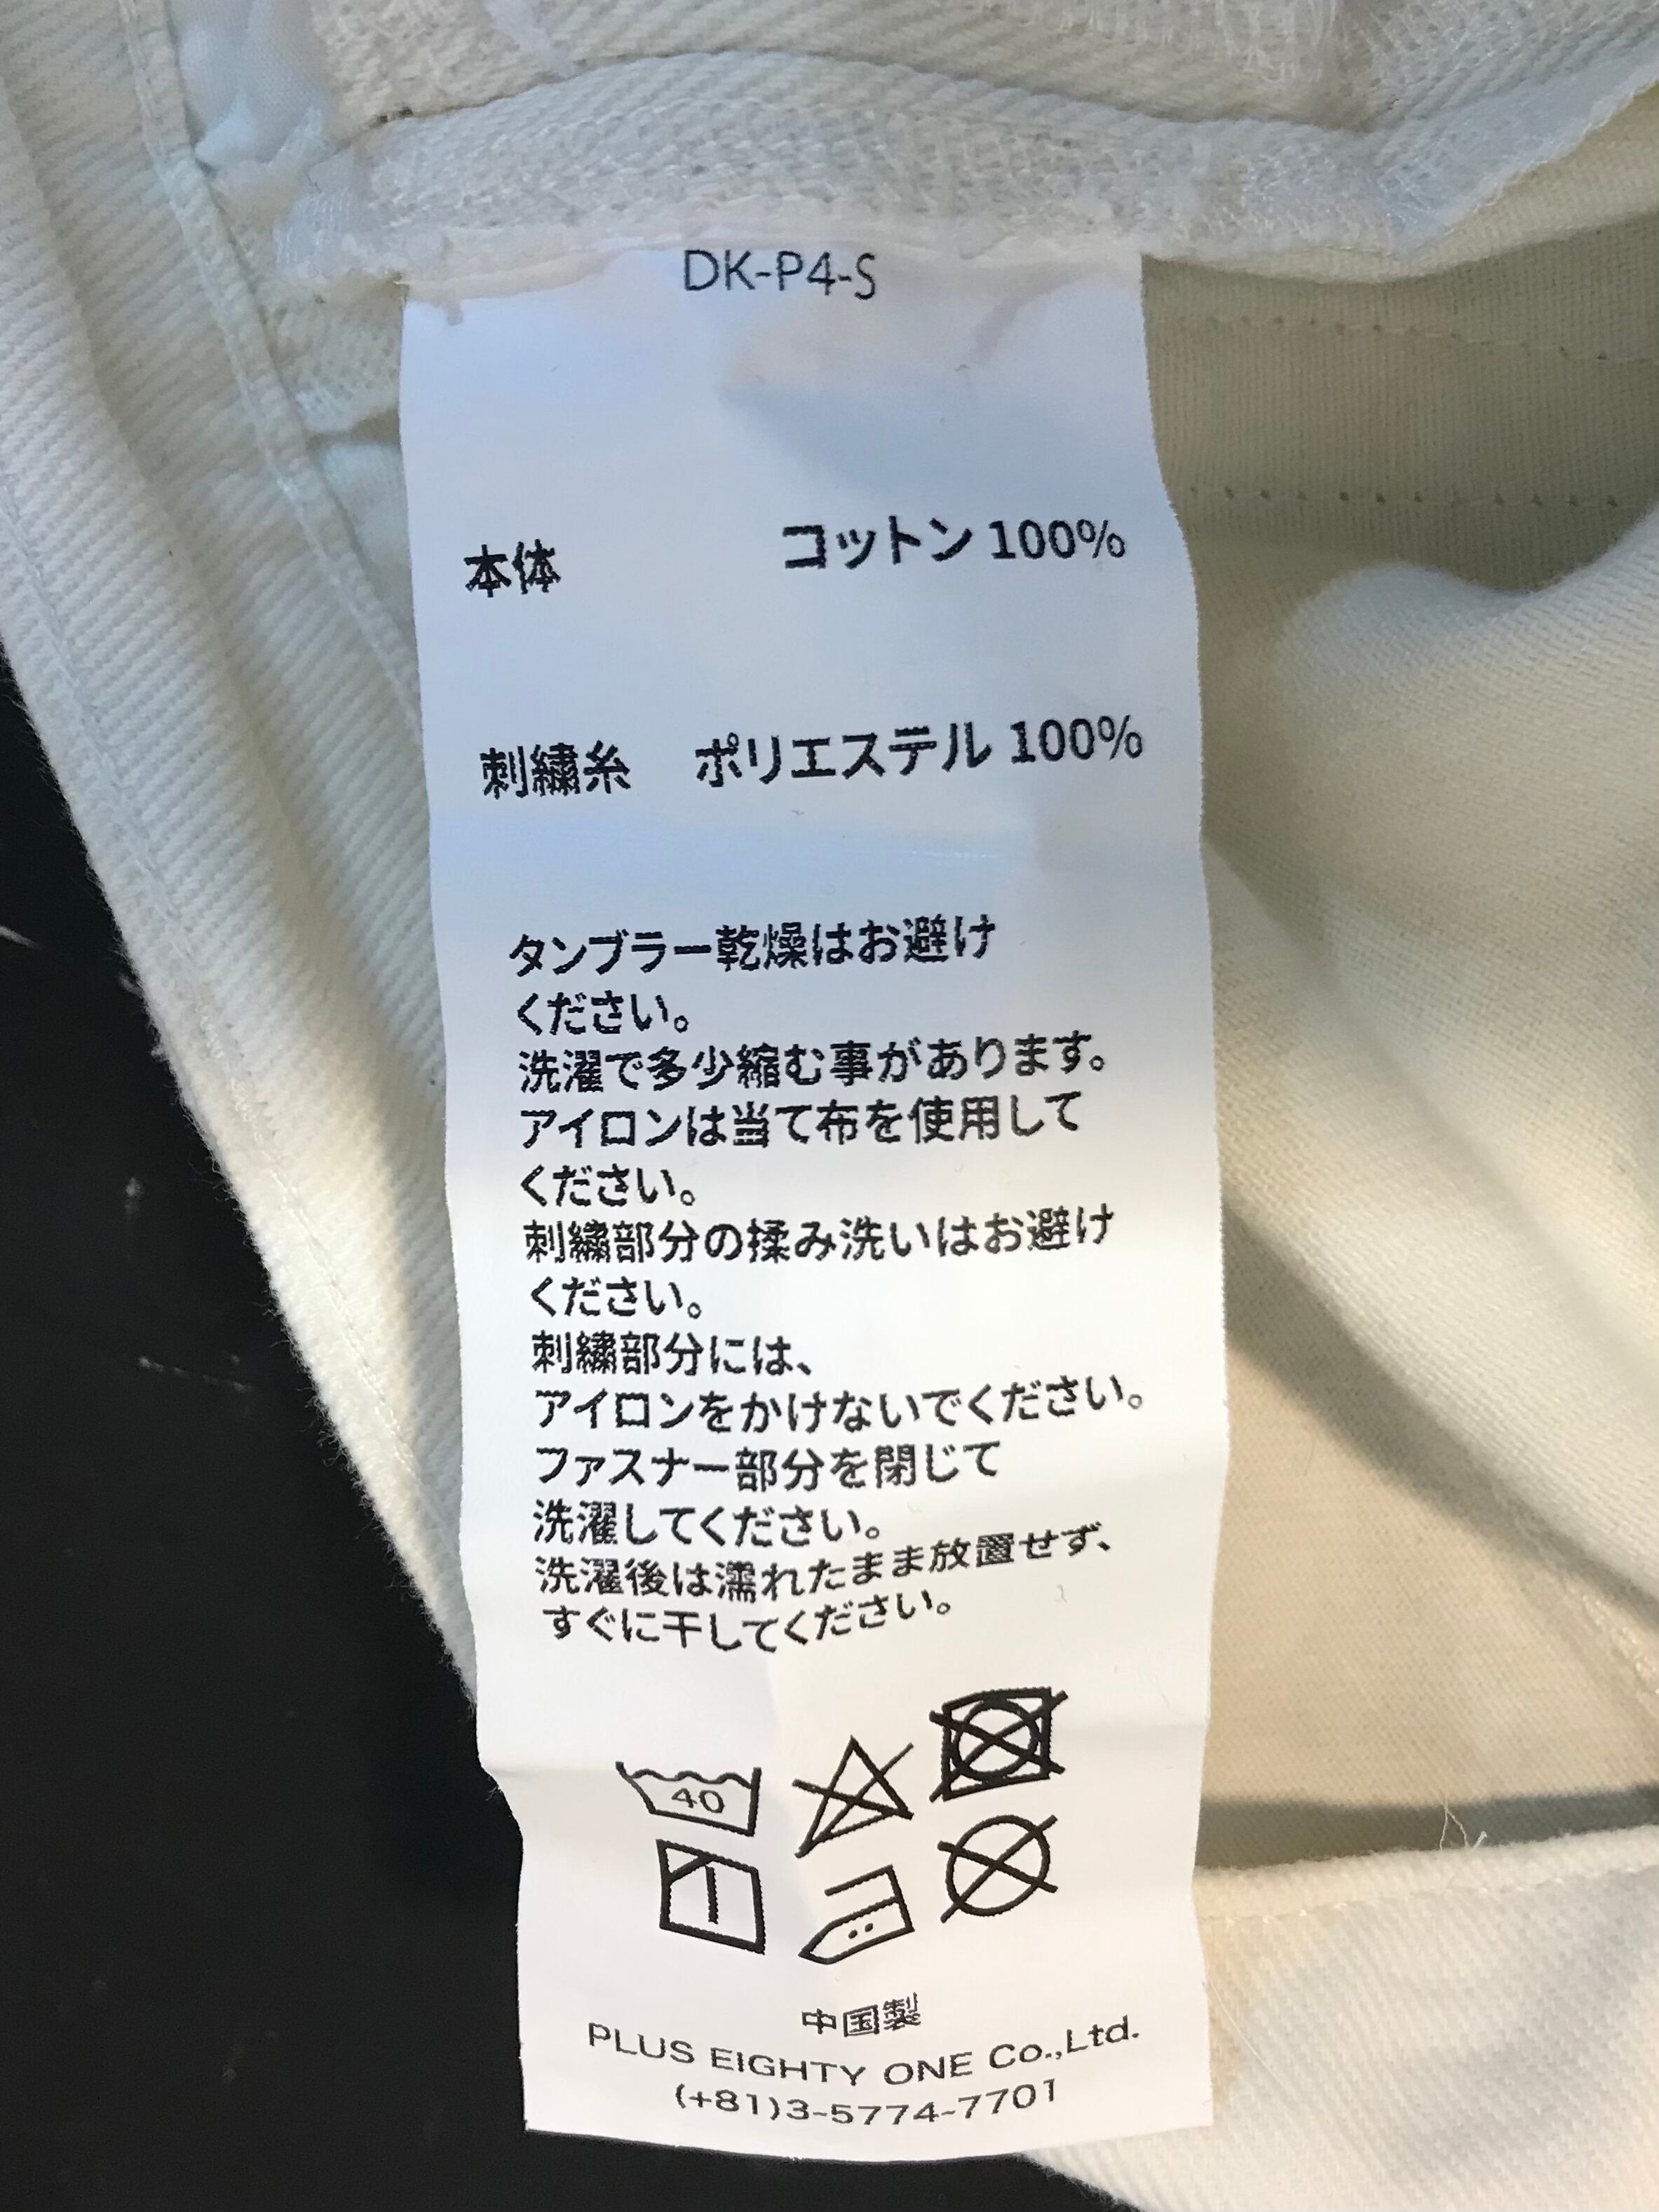 DK-P4-S
本体 コットン 100%
刺繍糸 ポリエステル 100%
タンブラー乾燥はお避け
ください。
洗濯で多少縮む事があります。
アイロンは当て布を使用して
ください。
刺繍部分の揉み洗いはお避け
ください。
刺繍部分には、
アイロンをかけないでください。
ファスナー部分を閉じて
洗濯してください。
洗濯後は濡れたまま放置せず、
すぐに干してください。
40
中国製
PLUS EIGHTY ONE Co.,Ltd.
(+81)3-5774-7701